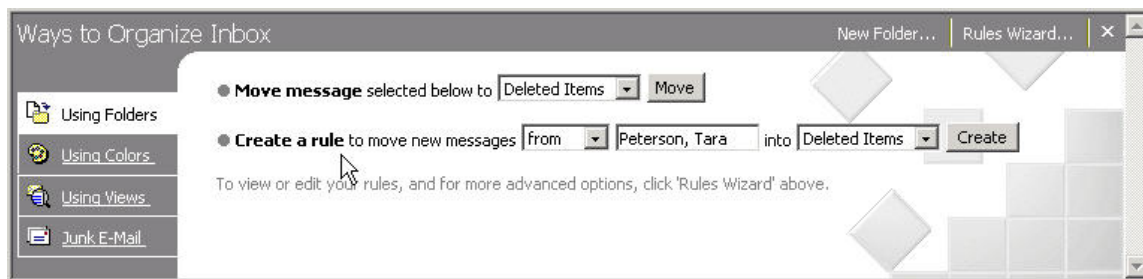 Ways to Organize Inbox New Folder... Rules Wizard...
Move message selected below to Deleted Items Move
Using Folders
Create a rule to move new messages from Peterson, Tara into Deleted Items Create
Using Colors
To view or edit your rules, and for more advanced options, click 'Rules Wizard' above.
Using Views
Junk E-Mail